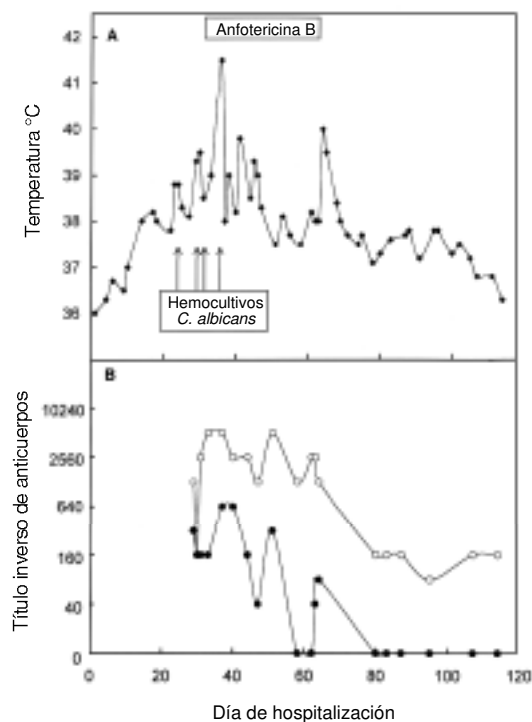 Anfotericina B
A
42
41
40
39
38
37
36
Temperatura °C
Hemocultivos
C. albicans
B
10240
2560
640
160
40
0
Título inverso de anticuerpos
0 20 40 60 80 100 120
Día de hospitalización